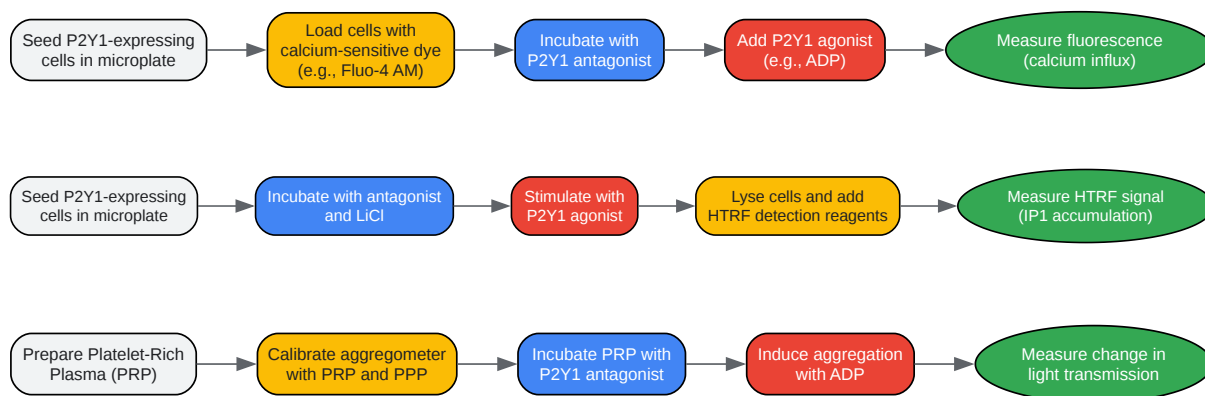 Seed P2Y1-expressing
cells in microplate
Load cells with
calcium-sensitive dye
(e.g., Fluo-4 AM)
Incubate with
P2Y1 antagonist
Add P2Y1 agonist
(e.g., ADP)
Measure fluorescence
(calcium influx)
Seed P2Y1-expressing
cells in microplate
Incubate with antagonist
and LiCl
Stimulate with
P2Y1 agonist
Lyse cells and add
HTRF detection reagents
Measure HTRF signal
(IP1 accumulation)
Prepare Platelet-Rich
Plasma (PRP)
Calibrate aggregometer
with PRP and PPP
Incubate PRP with
P2Y1 antagonist
Induce aggregation
with ADP
Measure change in
light transmission